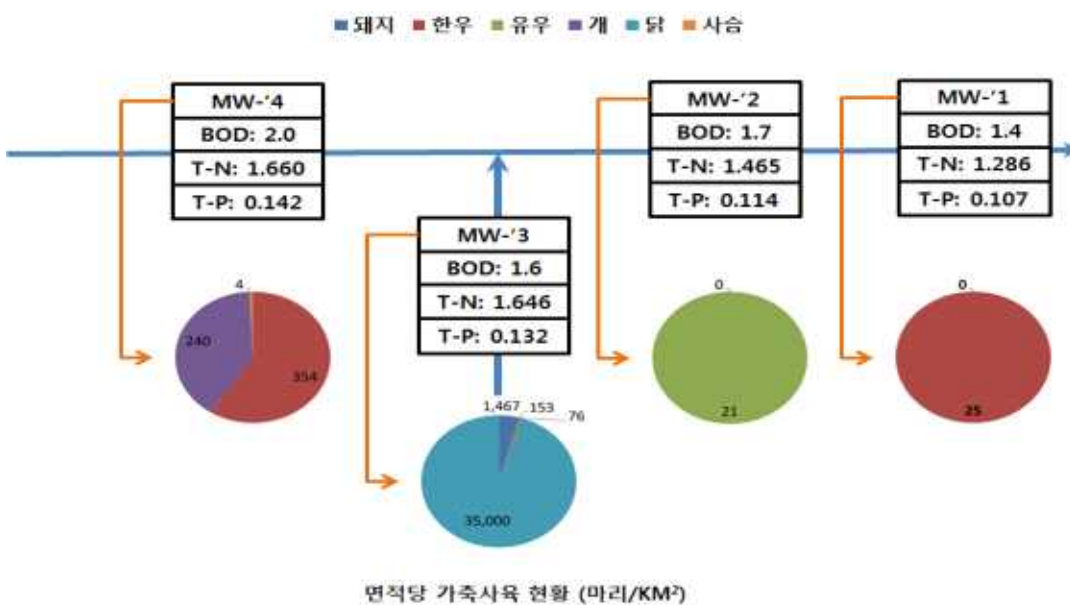 돼지 한우 유우 개 닭 사슴
MW-'4
BOD: 2.0
T-N: 1.660
T-P: 0.142
MW-'2
BOD: 1.7
T-N: 1.465
T-P: 0.114
MW-'1
BOD: 1.4
T-N: 1.286
T-P: 0.107
MW-'3
BOD: 1.6
T-N: 1.646
T-P: 0.132
4
240
354
1,467
153
76
35,000
0
21
0
25
면적당 가축사육 현황 (마리/KM²)